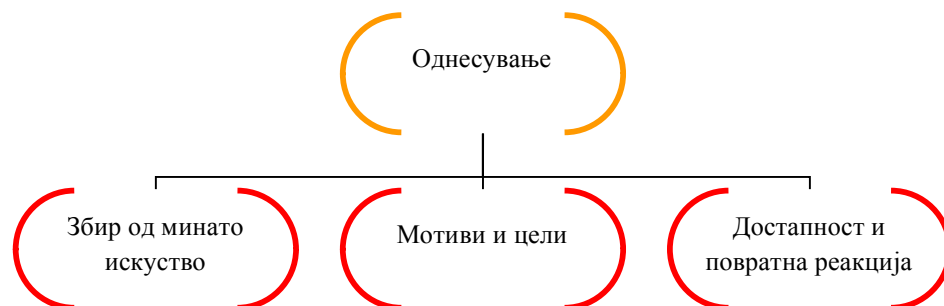 Однесување
Збир од минато
искуство
Мотиви и цели
Достапност и
повратна реакција